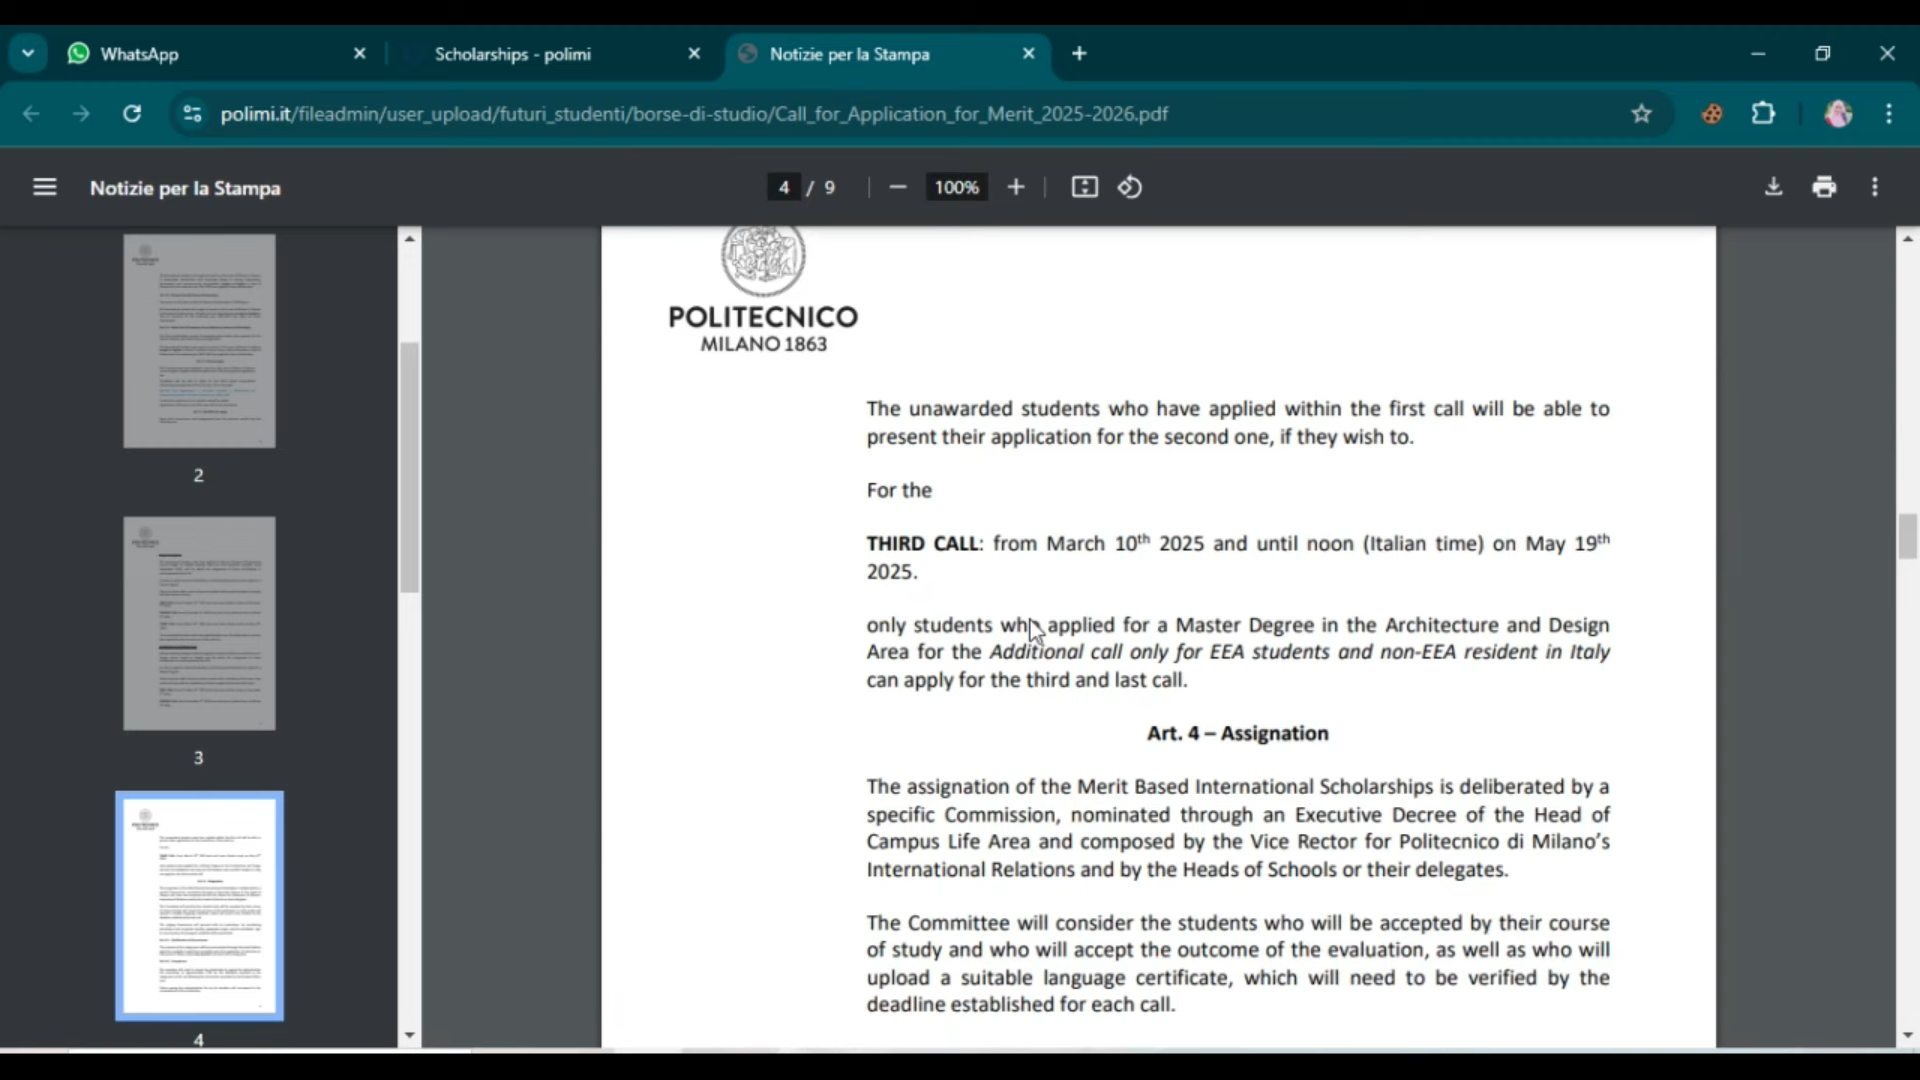 WhatsApp
Scholarships - polimi
Notizie per la Stampa
polimi.it/fileadmin/user_upload/futuri_studenti/borse-di-studio/Call_for_Application_for_Merit_2025-2026.pdf
Notizie per la Stampa
4 / 9
100%
2
3
4
POLITECNICO
MILANO 1863
The unawarded students who have applied within the first call will be able to
present their application for the second one, if they wish to.
For the
THIRD CALL: from March 10th 2025 and until noon (Italian time) on May 19th
2025.
only students who applied for a Master Degree in the Architecture and Design
Area for the Additional call only for EEA students and non-EEA resident in Italy
can apply for the third and last call.
Art. 4 – Assignation
The assignation of the Merit Based International Scholarships is deliberated by a
specific Commission, nominated through an Executive Decree of the Head of
Campus Life Area and composed by the Vice Rector for Politecnico di Milano's
International Relations and by the Heads of Schools or their delegates.
The Committee will consider the students who will be accepted by their course
of study and who will accept the outcome of the evaluation, as well as who will
upload a suitable language certificate, which will need to be verified by the
deadline established for each call.